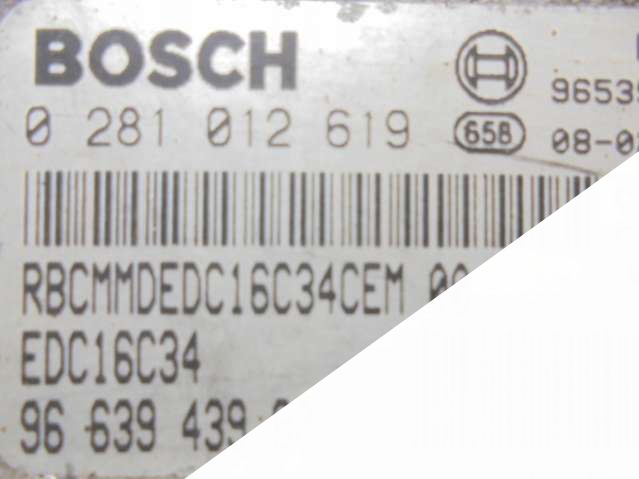 BOSCH
0 281 012 619
658
RBCMMDEDC16C34CEM
EDC16C34
96 639 439